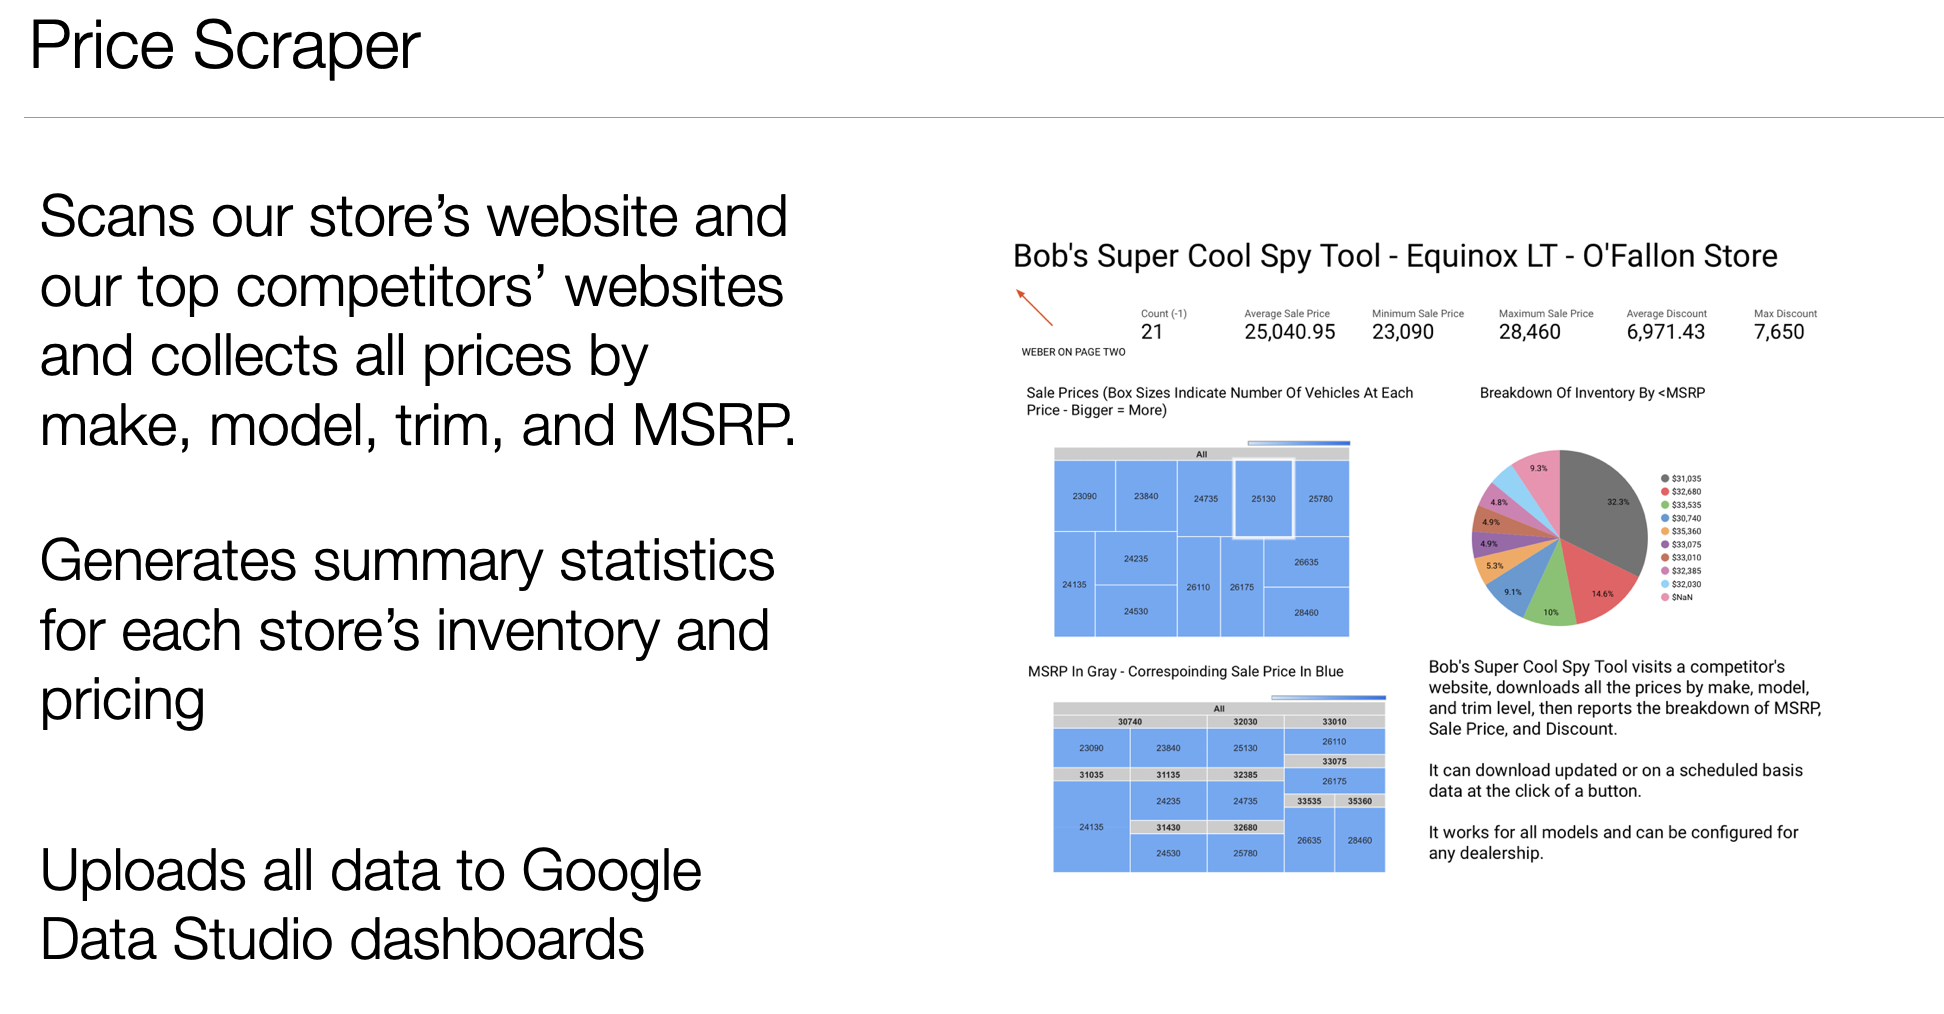 Price Scraper
Scans our store’s website and
our top competitors’ websites
and collects all prices by
make, model, trim, and MSRP.
Generates summary statistics
for each store’s inventory and
pricing
Uploads all data to Google
Data Studio dashboards
Bob's Super Cool Spy Tool - Equinox LT - O'Fallon Store
WEBER ON PAGE TWO
Count (-1)
21
Average Sale Price
25,040.95
Minimum Sale Price
23,090
Maximum Sale Price
28,460
Average Discount
6,971.43
Max Discount
7,650
Sale Prices (Box Sizes Indicate Number Of Vehicles At Each
Price - Bigger = More)
All
23090
23840
24735
25130
25780
24135
24235
24530
26110
26175
26635
28460
Breakdown Of Inventory By <MSRP
9.3%
32.3%
4.8%
4.9%
4.9%
5.3%
9.1%
10%
14.6%
$31,035
$32,680
$33,535
$30,740
$35,360
$33,075
$33,010
$32,385
$32,030
$NaN
MSRP In Gray - Correspoinding Sale Price In Blue
All
30740
32030
33010
23090
23840
25130
26110
33075
31035
31135
32385
26175
24135
24235
24735
33535
35360
31430
32680
26635
28460
24530
25780
Bob's Super Cool Spy Tool visits a competitor's
website, downloads all the prices by make, model,
and trim level, then reports the breakdown of MSRP,
Sale Price, and Discount.
It can download updated or on a scheduled basis
data at the click of a button.
It works for all models and can be configured for
any dealership.